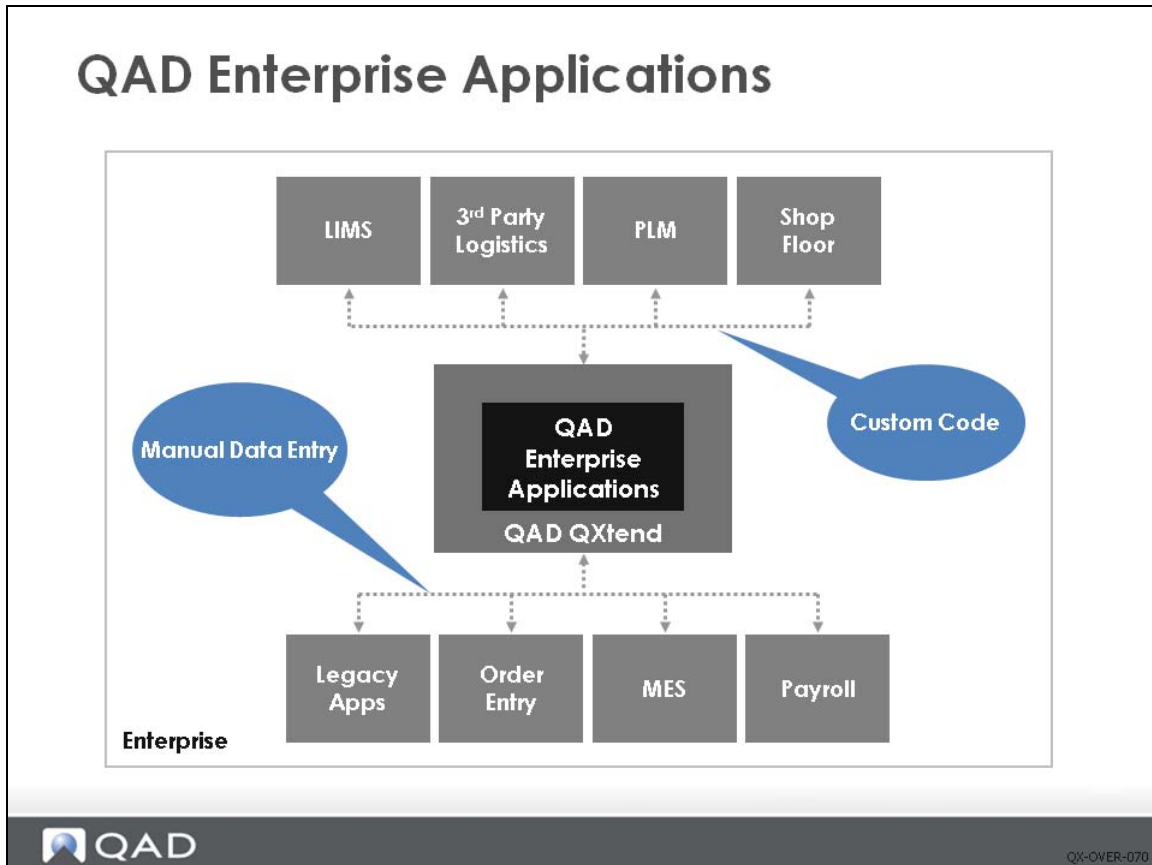 QAD Enterprise Applications
LIMS
3rd Party
Logistics
PLM
Shop
Floor
Manual Data Entry
Custom Code
QAD
Enterprise
Applications
QAD QXtend
Legacy
Apps
Order
Entry
MES
Payroll
Enterprise
QAD
QX-OVER-070